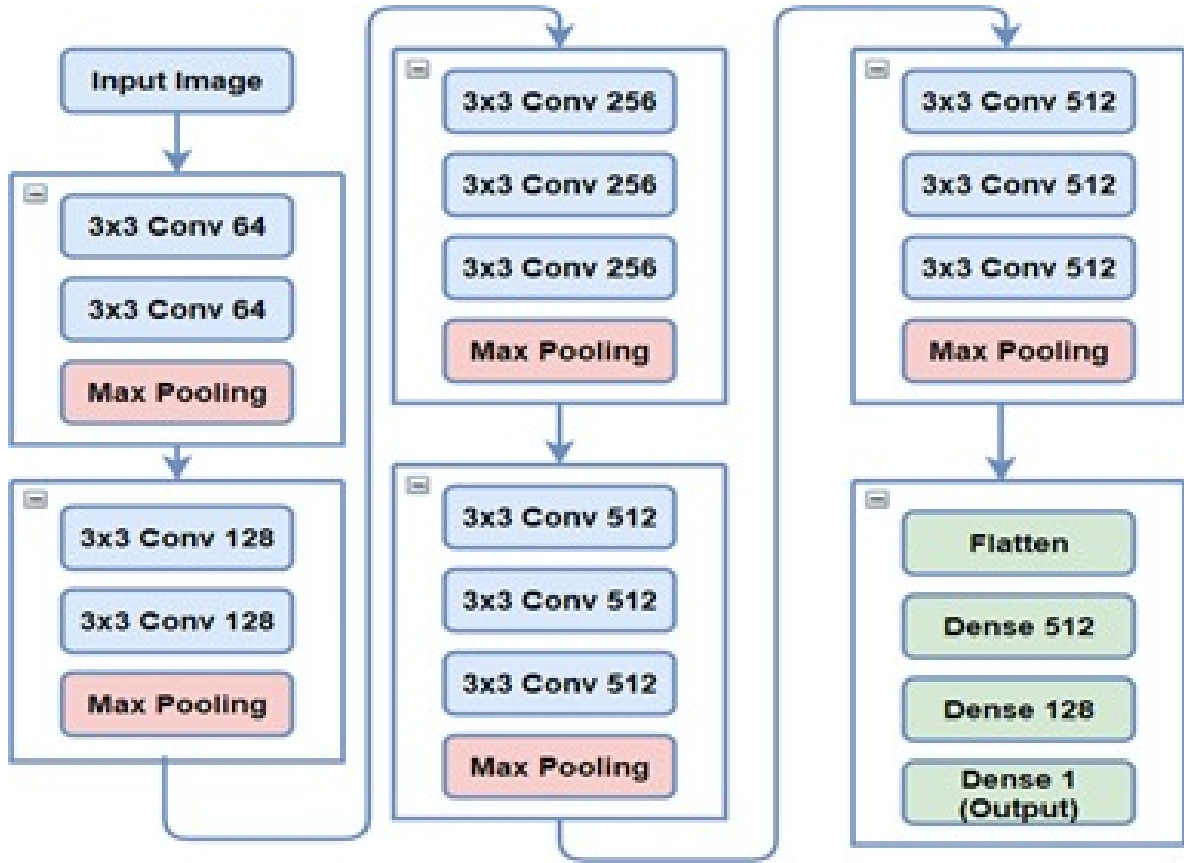 Input Image
3x3 Conv 64
3x3 Conv 64
Max Pooling
3x3 Conv 128
3x3 Conv 128
Max Pooling
3x3 Conv 256
3x3 Conv 256
3x3 Conv 256
Max Pooling
3x3 Conv 512
3x3 Conv 512
3x3 Conv 512
Max Pooling
3x3 Conv 512
3x3 Conv 512
3x3 Conv 512
Max Pooling
Flatten
Dense 512
Dense 128
Dense 1
(Output)